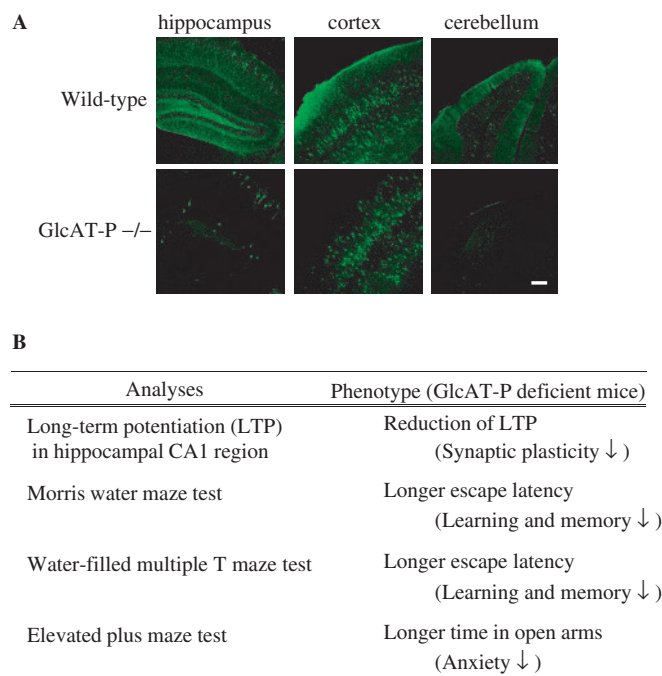 A
hippocampus cortex cerebellum
Wild-type
GlcAT-P –/–
B
Analyses Phenotype (GlcAT-P deficient mice)
Long-term potentiation (LTP) Reduction of LTP
in hippocampal CA1 region (Synaptic plasticity ↓)
Morris water maze test Longer escape latency
(Learning and memory ↓)
Water-filled multiple T maze test Longer escape latency
(Learning and memory ↓)
Elevated plus maze test Longer time in open arms
(Anxiety ↓)